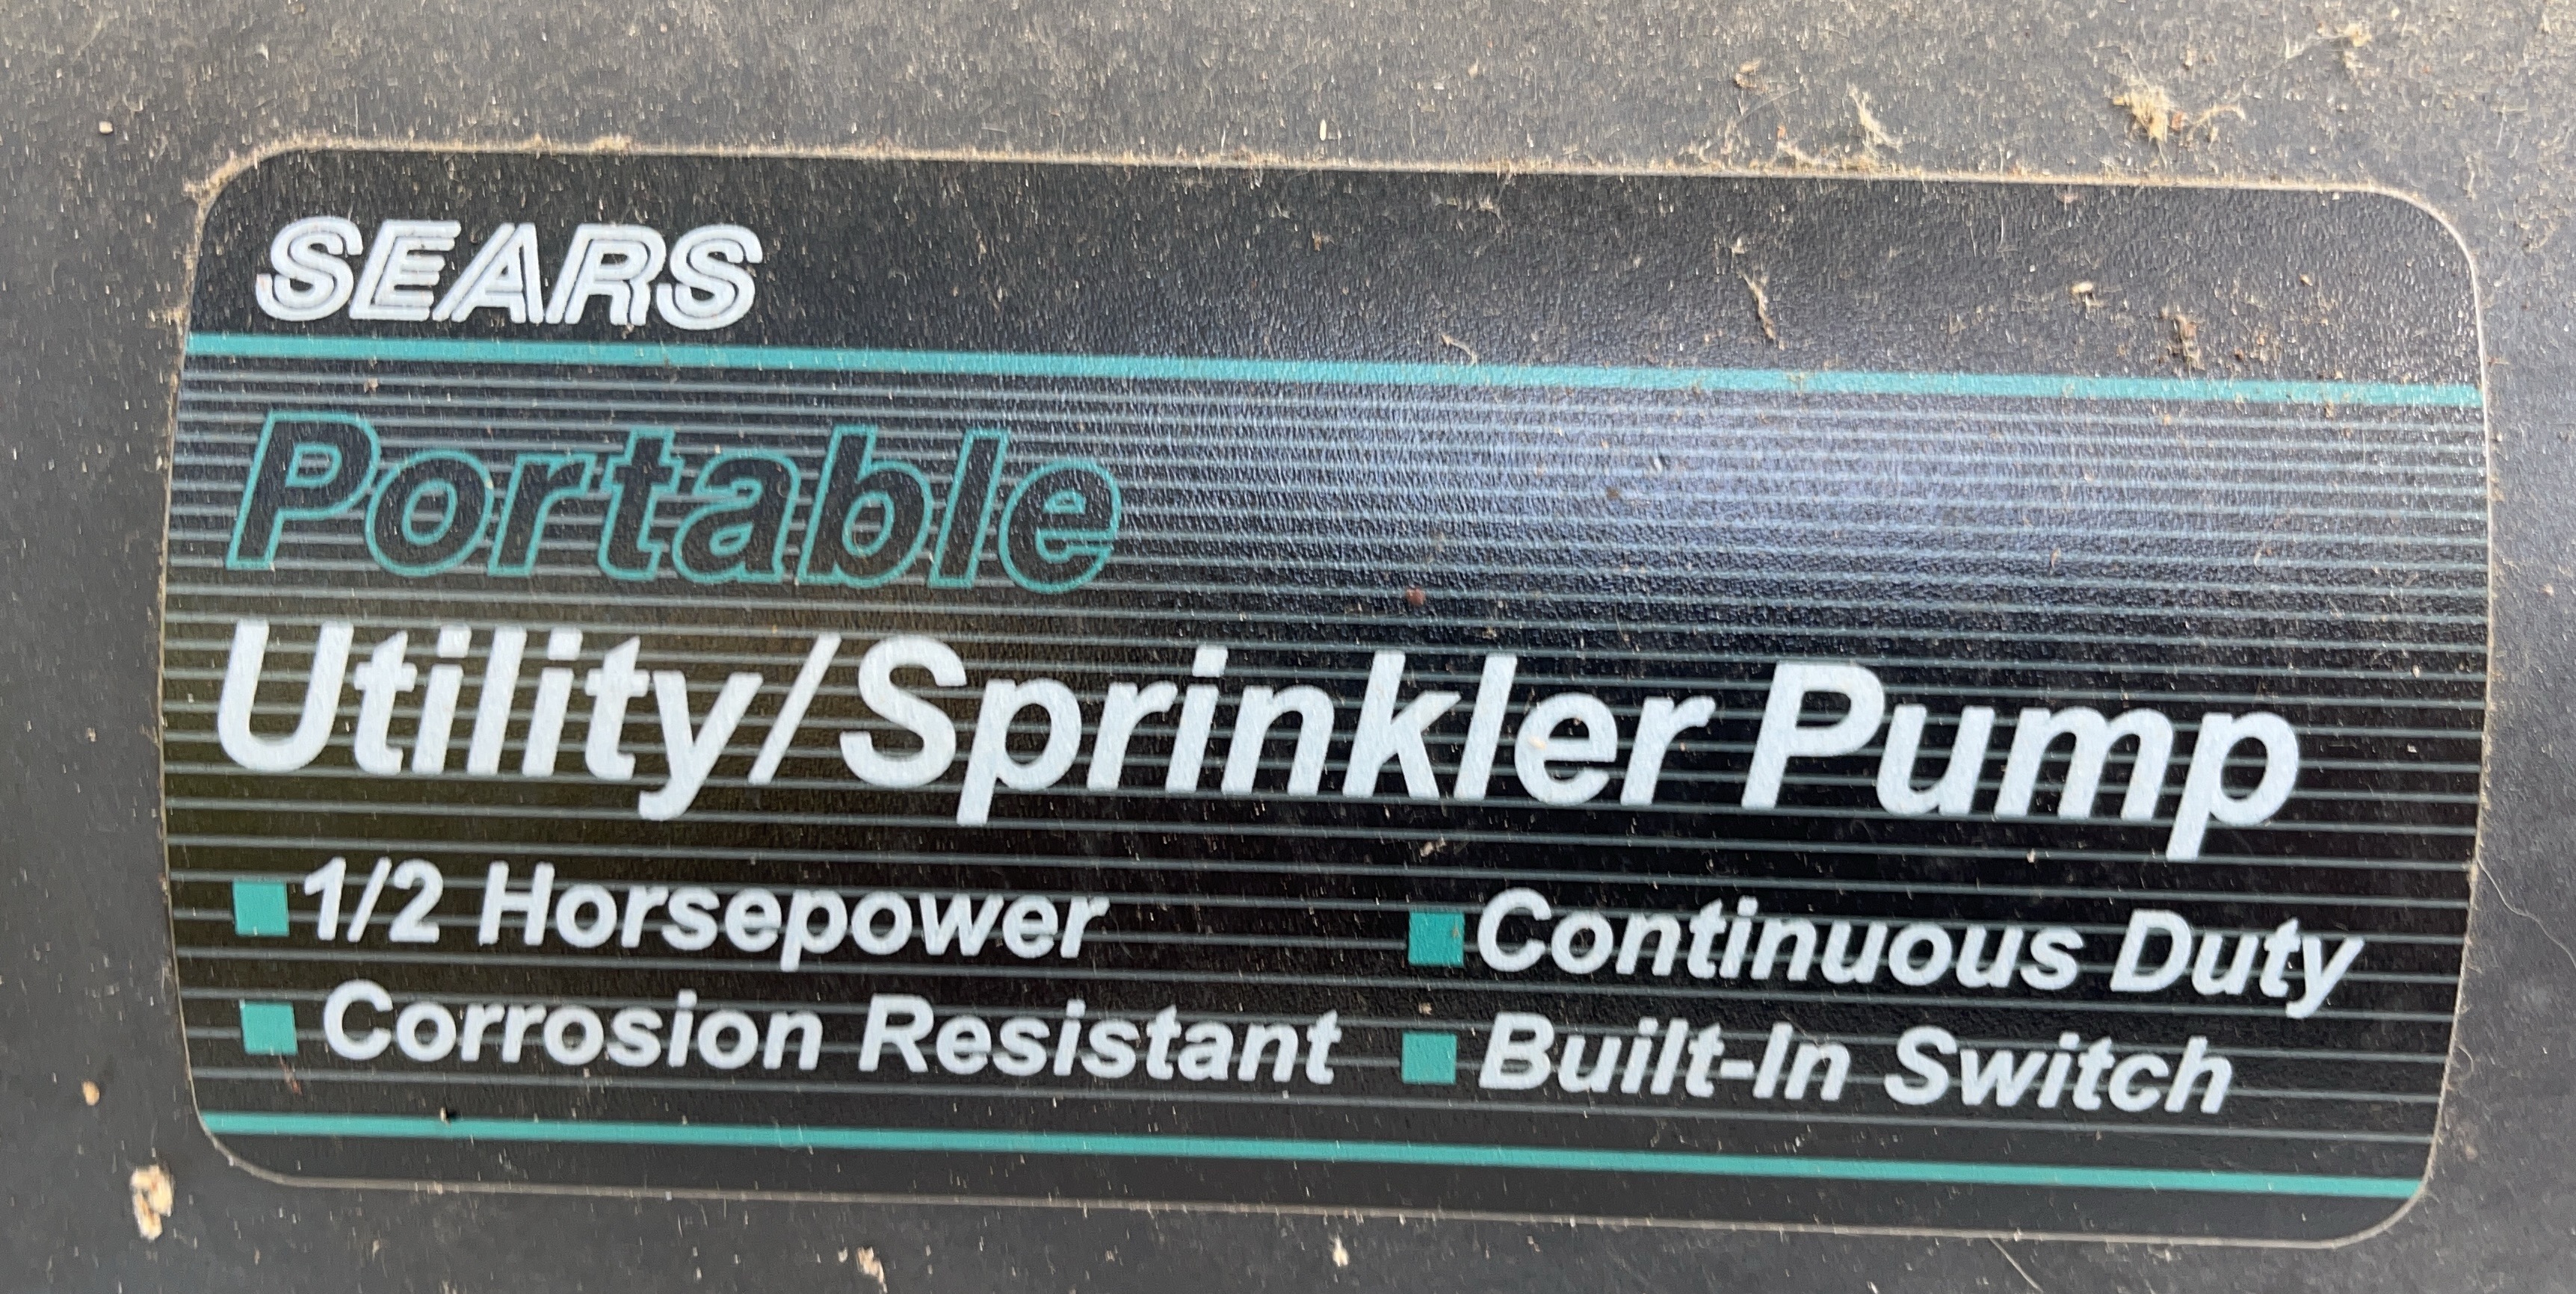 SEARS
Portable
Utility/Sprinkler Pump
1/2 Horsepower
Continuous Duty
Corrosion Resistant
Built-In Switch